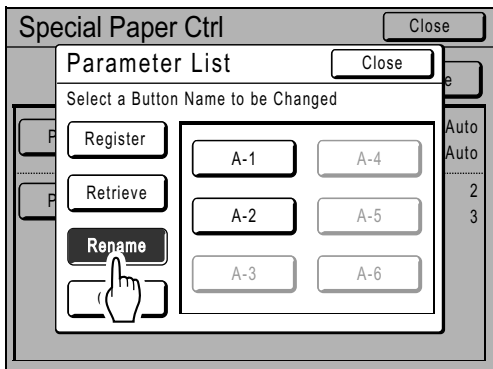 Special Paper Ctrl
Close
Parameter List
Close
Select a Button Name to be Changed
Register
A-1
A-4
Auto
Auto
Retrieve
A-2
A-5
2
3
Rename
A-3
A-6